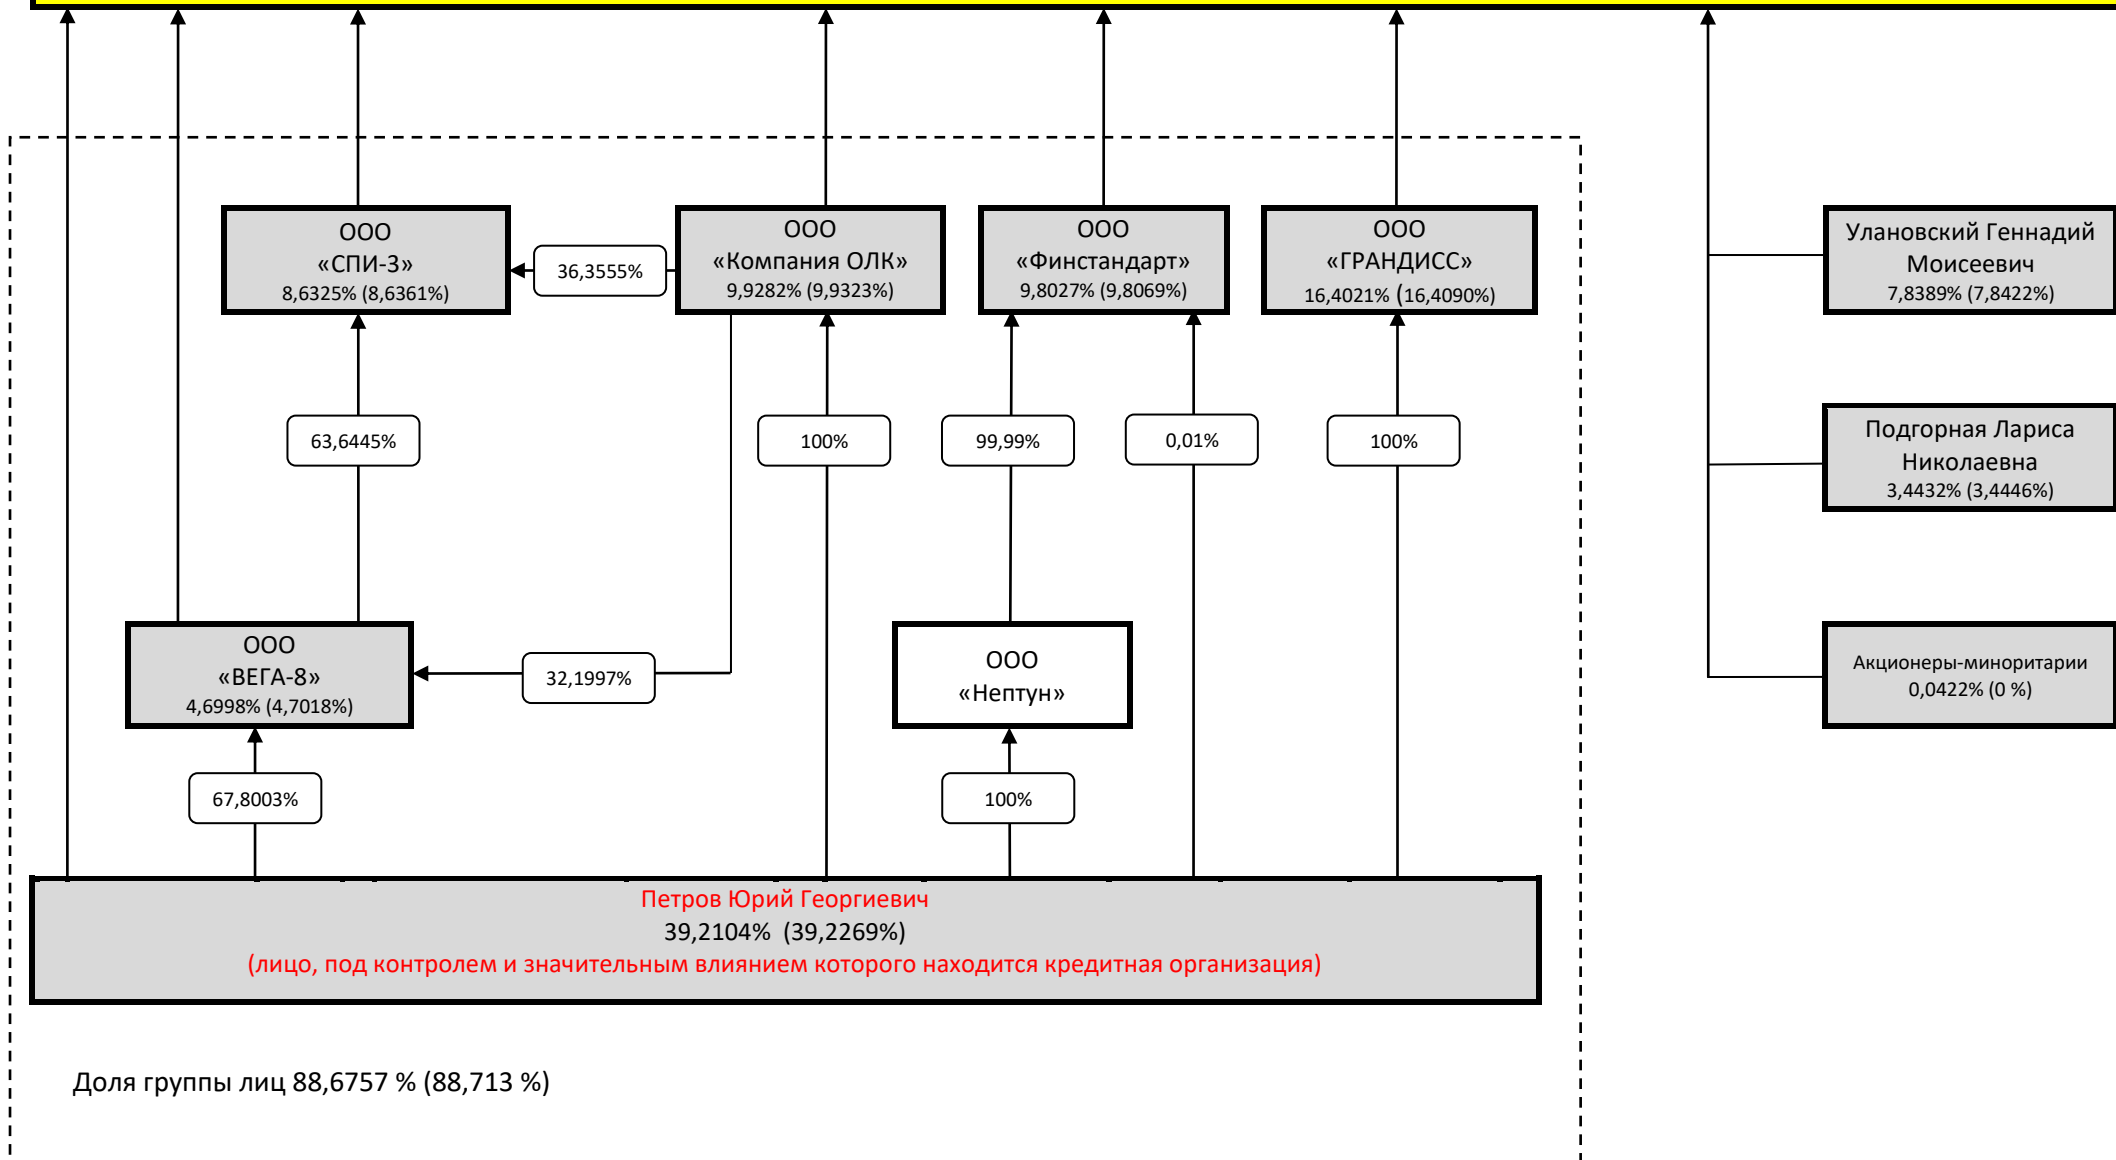 ООО
«СПИ-3»
8,6325% (8,6361%)
36,3555%
ООО
«Компания ОЛК»
9,9282% (9,9323%)
ООО
«Финстандарт»
9,8027% (9,8069%)
ООО
«ГРАНДИСС»
16,4021% (16,4090%)
Улановский Геннадий
Моисеевич
7,8389% (7,8422%)
63,6445%
100%
99,99%
0,01%
100%
Подгорная Лариса
Николаевна
3,4432% (3,4446%)
ООО
«ВЕГА-8»
4,6998% (4,7018%)
32,1997%
ООО
«Нептун»
Акционеры-миноритарии
0,0422% (0 %)
67,8003%
100%
Петров Юрий Георгиевич
39,2104% (39,2269%)
(лицо, под контролем и значительным влиянием которого находится кредитная организация)
Доля группы лиц 88,6757 % (88,713 %)